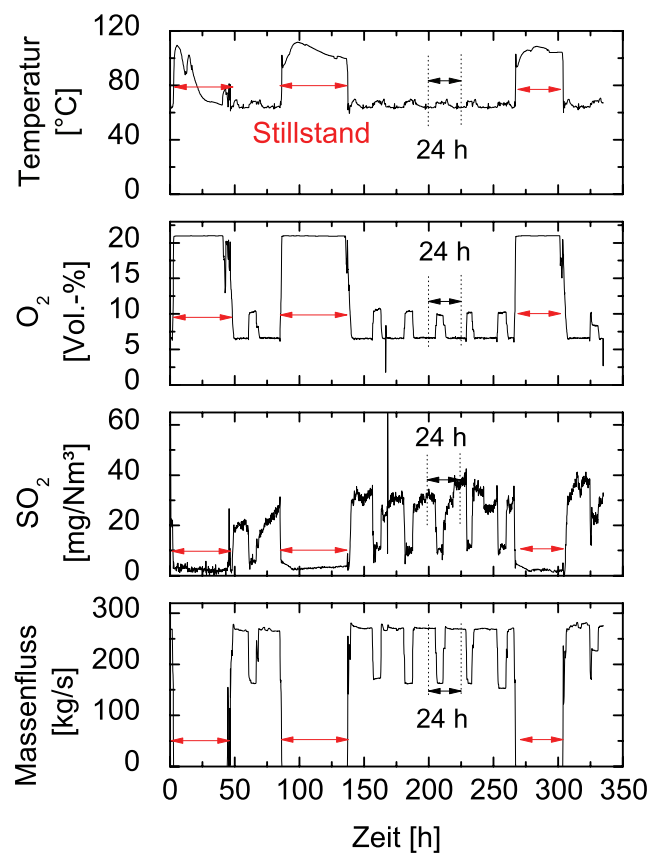 Temperatur
[°C]
120
80
40
0
Stillstand
24 h
O2
[Vol.-%]
20
15
10
5
0
24 h
SO2
[mg/Nm³]
60
40
20
0
24 h
Massenfluss
[kg/s]
300
200
100
0
24 h
0 50 100 150 200 250 300 350
Zeit [h]